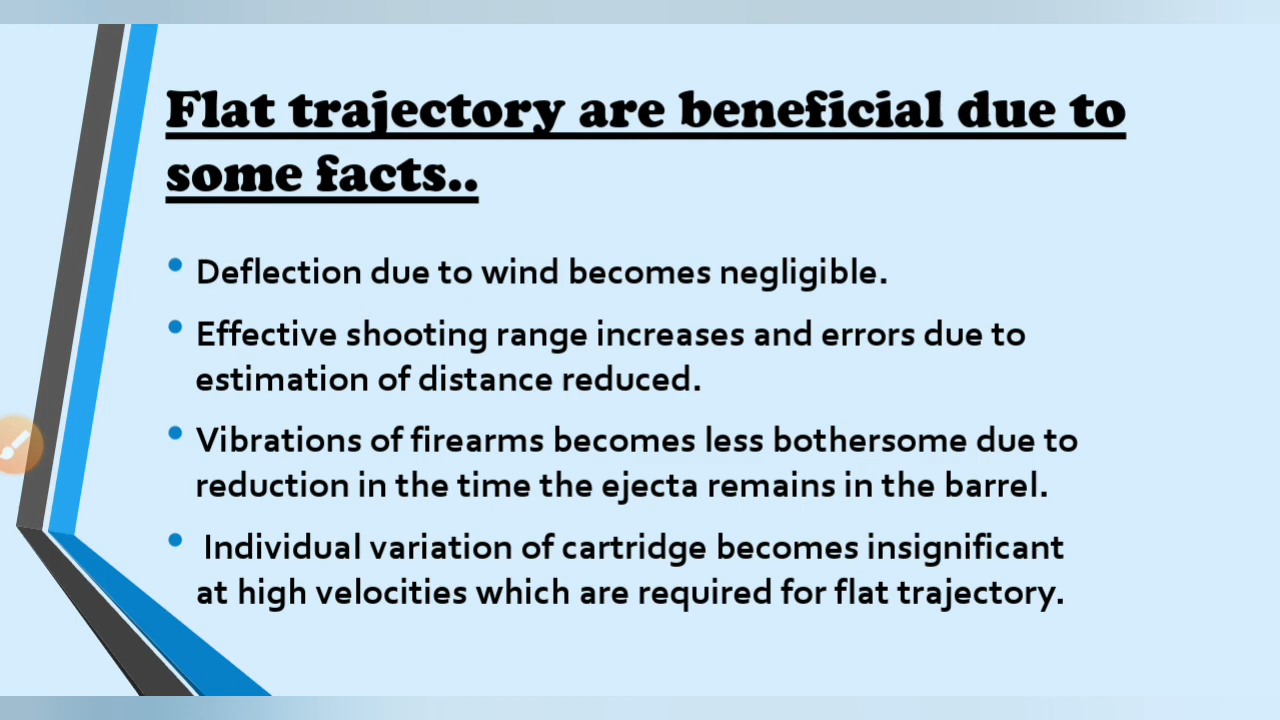 Flat trajectory are beneficial due to
some facts..
• Deflection due to wind becomes negligible.
• Effective shooting range increases and errors due to
estimation of distance reduced.
• Vibrations of firearms becomes less bothersome due to
reduction in the time the ejecta remains in the barrel.
• Individual variation of cartridge becomes insignificant
at high velocities which are required for flat trajectory.